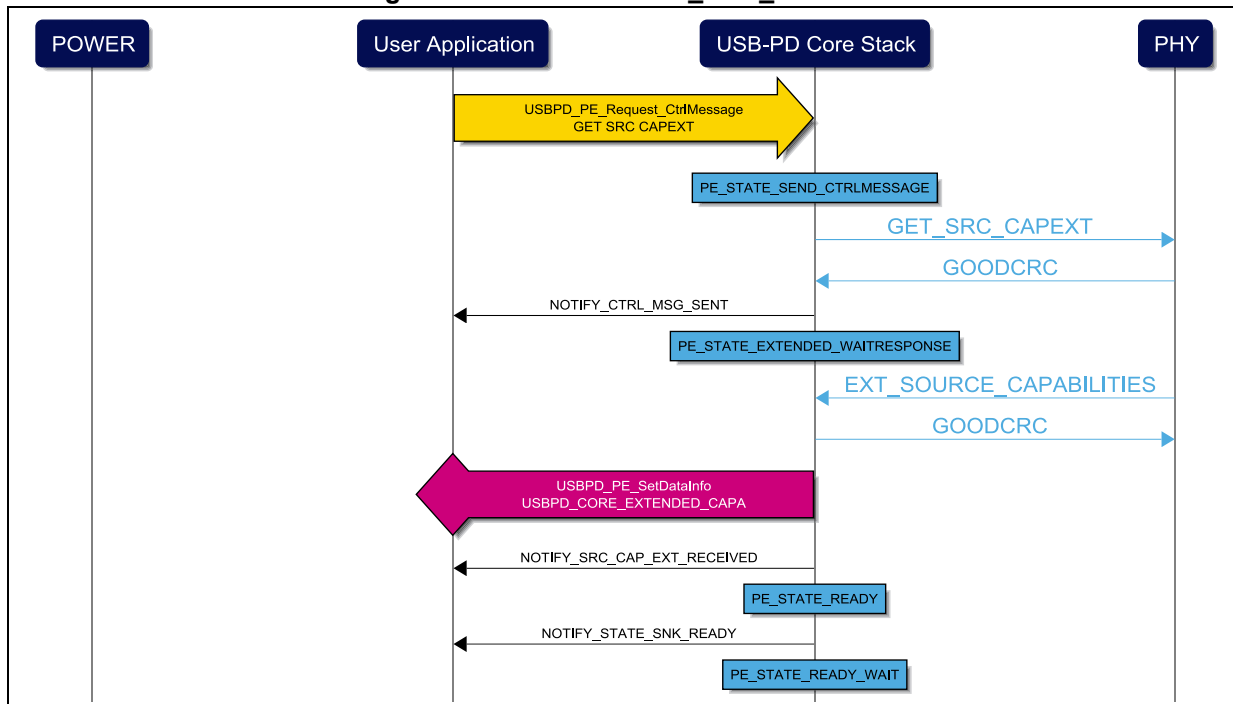 POWER
User Application
USB-PD Core Stack
PHY
USBPD_PE_Request_CtrlMessage
GET SRC CAPEXT
PE_STATE_SEND_CTRLMESSAGE
GET_SRC_CAPEXT
GOODCRC
NOTIFY_CTRL_MSG_SENT
PE_STATE_EXTENDED_WAITRESPONSE
EXT_SOURCE_CAPABILITIES
GOODCRC
USBPD_PE_SetDataInfo
USBPD_CORE_EXTENDED_CAPA
NOTIFY_SRC_CAP_EXT_RECEIVED
PE_STATE_READY
NOTIFY_STATE_SNK_READY
PE_STATE_READY_WAIT